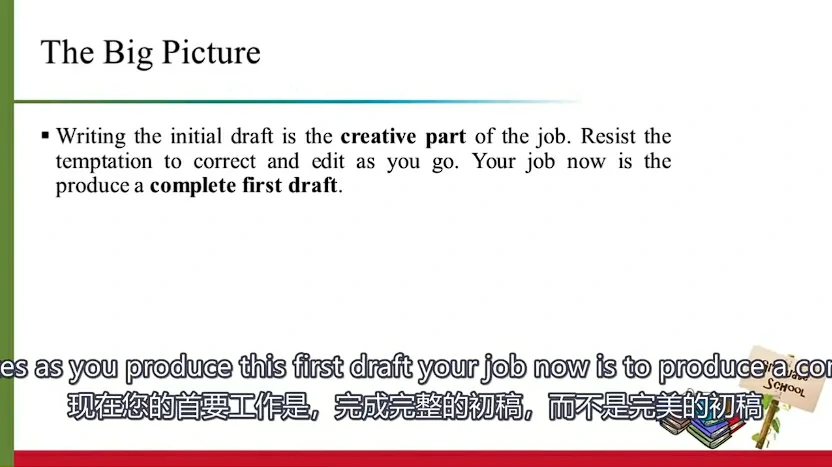 The Big Picture
▪ Writing the initial draft is the creative part of the job. Resist the
temptation to correct and edit as you go. Your job now is the
produce a complete first draft.
es as you produce this first draft your job now is to produce a co
现在您的首要工作是，完成完整的初稿，而不是完美的初稿
SCHOOL